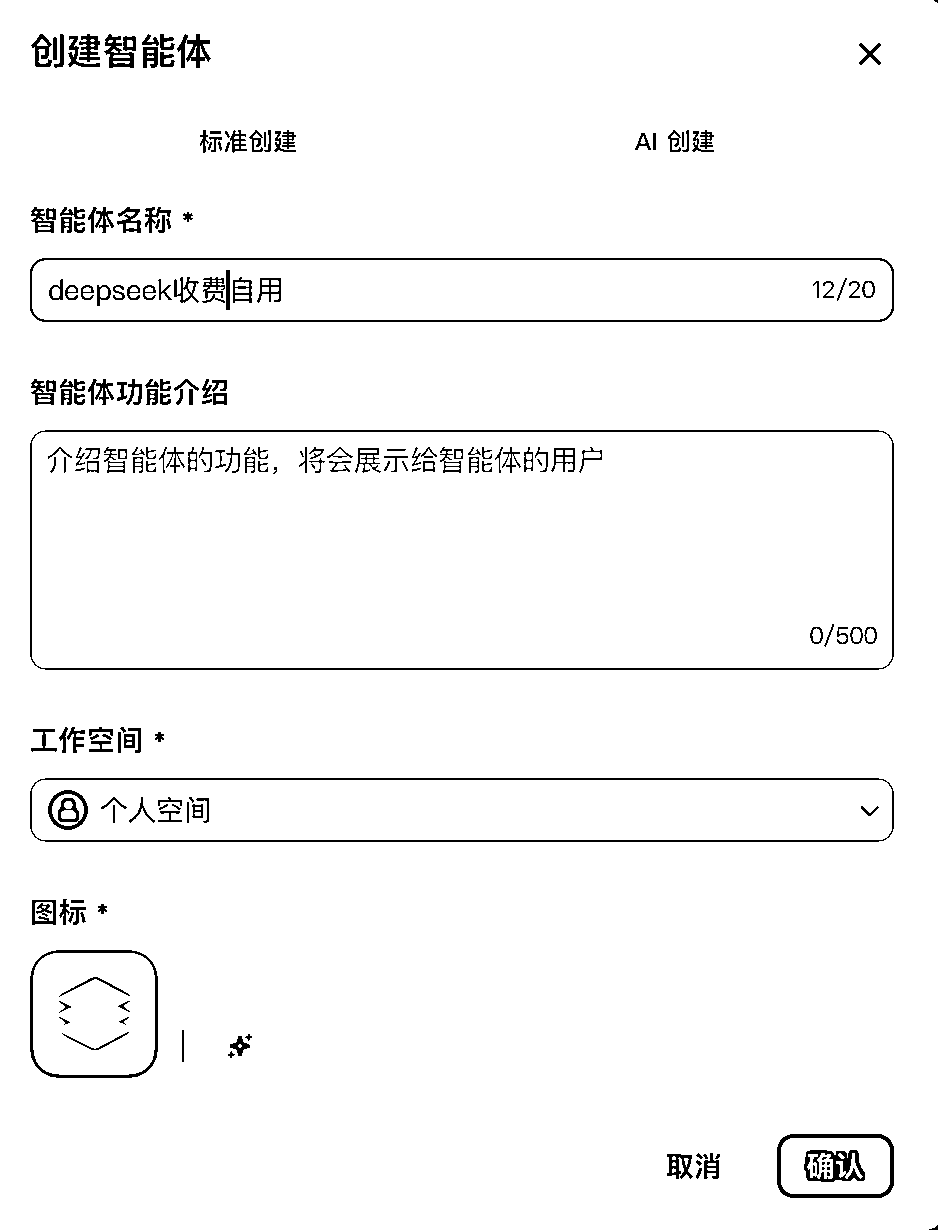 创建智能体
标准创建 AI 创建
智能体名称 *
deepseek收费自用 12/20
智能体功能介绍
介绍智能体的功能，将会展示给智能体的用户
0/500
工作空间 *
个人空间
图标 *
取消 确认